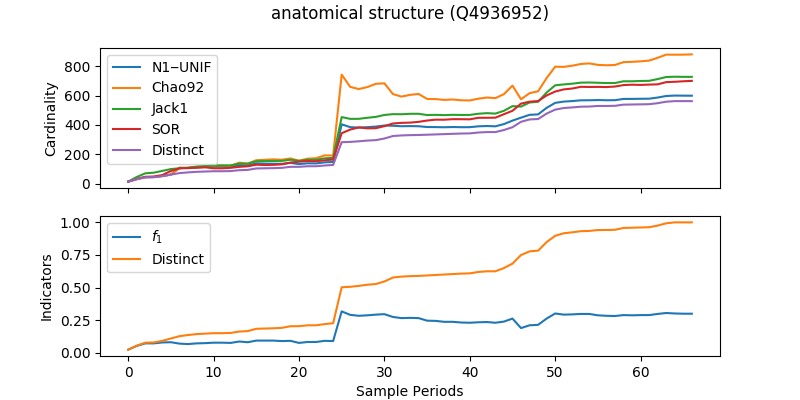 anatomical structure (Q4936952)
Cardinality
800
600
400
200
0
N1−UNIF
Chao92
Jack1
SOR
Distinct
Indicators
1.00
0.75
0.50
0.25
0.00
f1
Distinct
0 10 20 30 40 50 60
Sample Periods